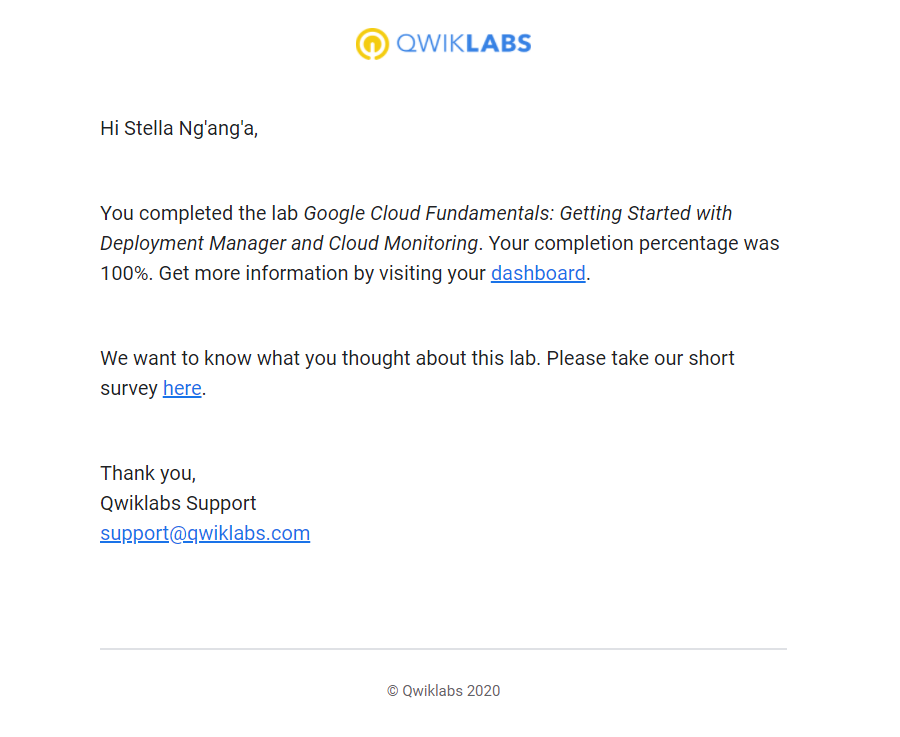 QWIKLABS
Hi Stella Ng'ang'a,
You completed the lab Google Cloud Fundamentals: Getting Started with
Deployment Manager and Cloud Monitoring. Your completion percentage was
100%. Get more information by visiting your dashboard.
We want to know what you thought about this lab. Please take our short
survey here.
Thank you,
Qwiklabs Support
support@qwiklabs.com
© Qwiklabs 2020